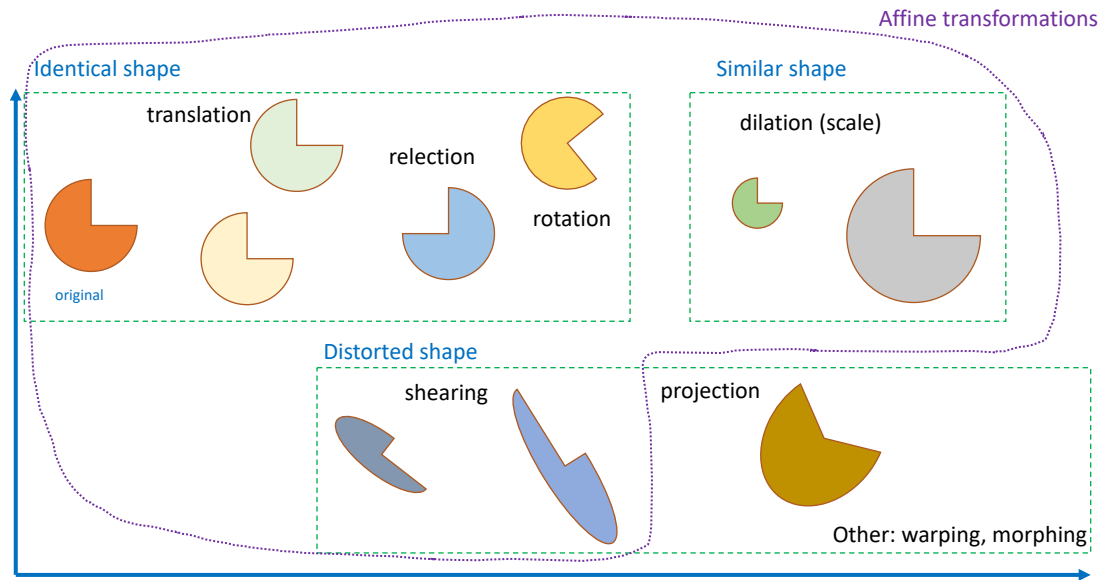 Affine transformations
Identical shape
Similar shape
translation
dilation (scale)
relection
rotation
original
Distorted shape
shearing
projection
Other: warping, morphing